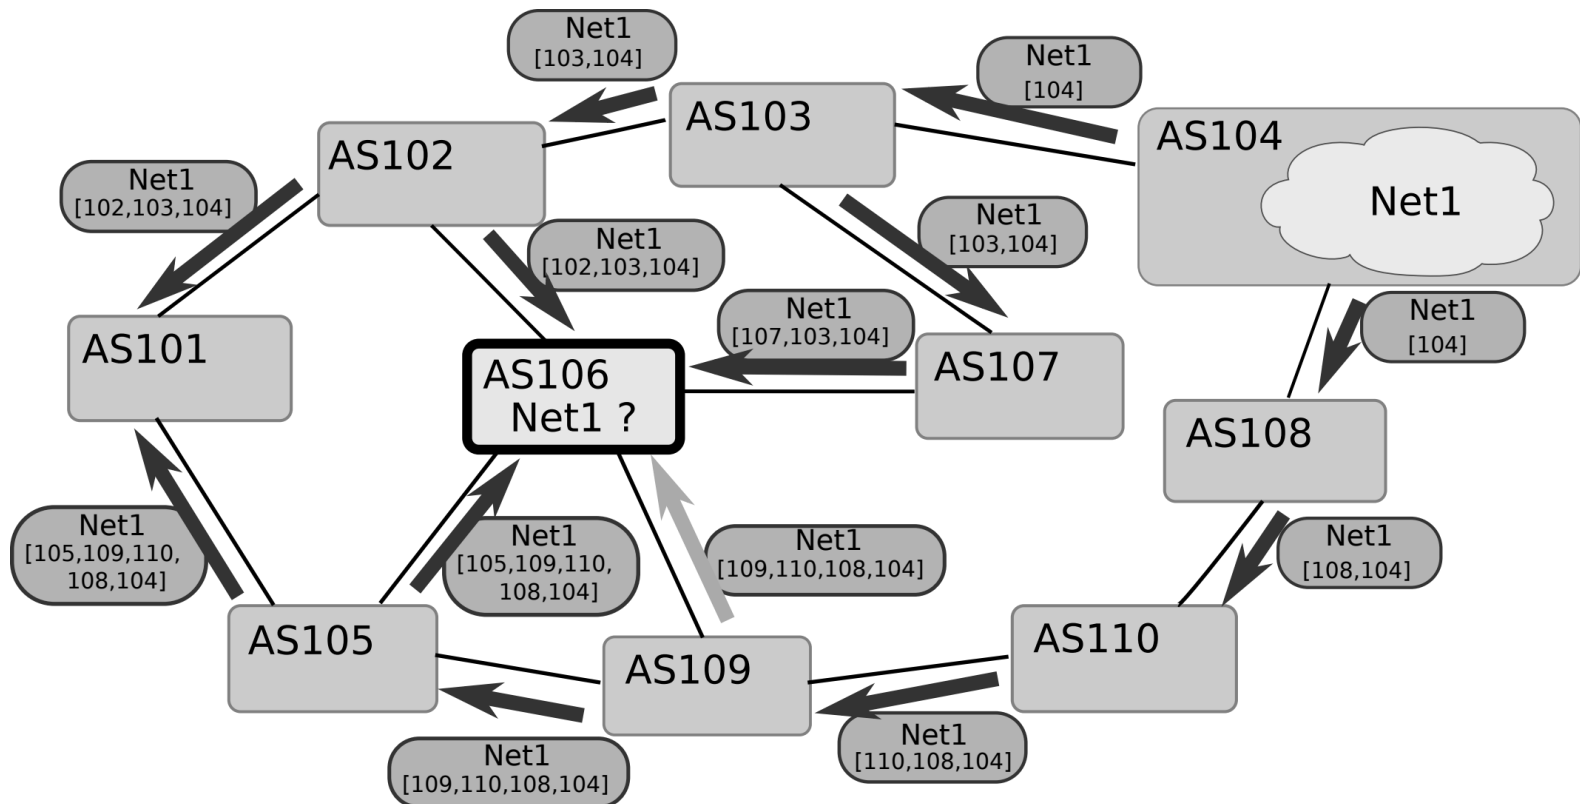 Net1
[103,104]
Net1
[104]
AS103
AS104
Net1
AS102
Net1
[102,103,104]
Net1
[103,104]
Net1
[102,103,104]
Net1
[107,103,104]
Net1
[104]
AS101
AS106
Net1 ?
AS107
AS108
Net1
[105,109,110,
108,104]
Net1
[105,109,110,
108,104]
Net1
[109,110,108,104]
Net1
[108,104]
AS105
AS109
AS110
Net1
[109,110,108,104]
Net1
[110,108,104]